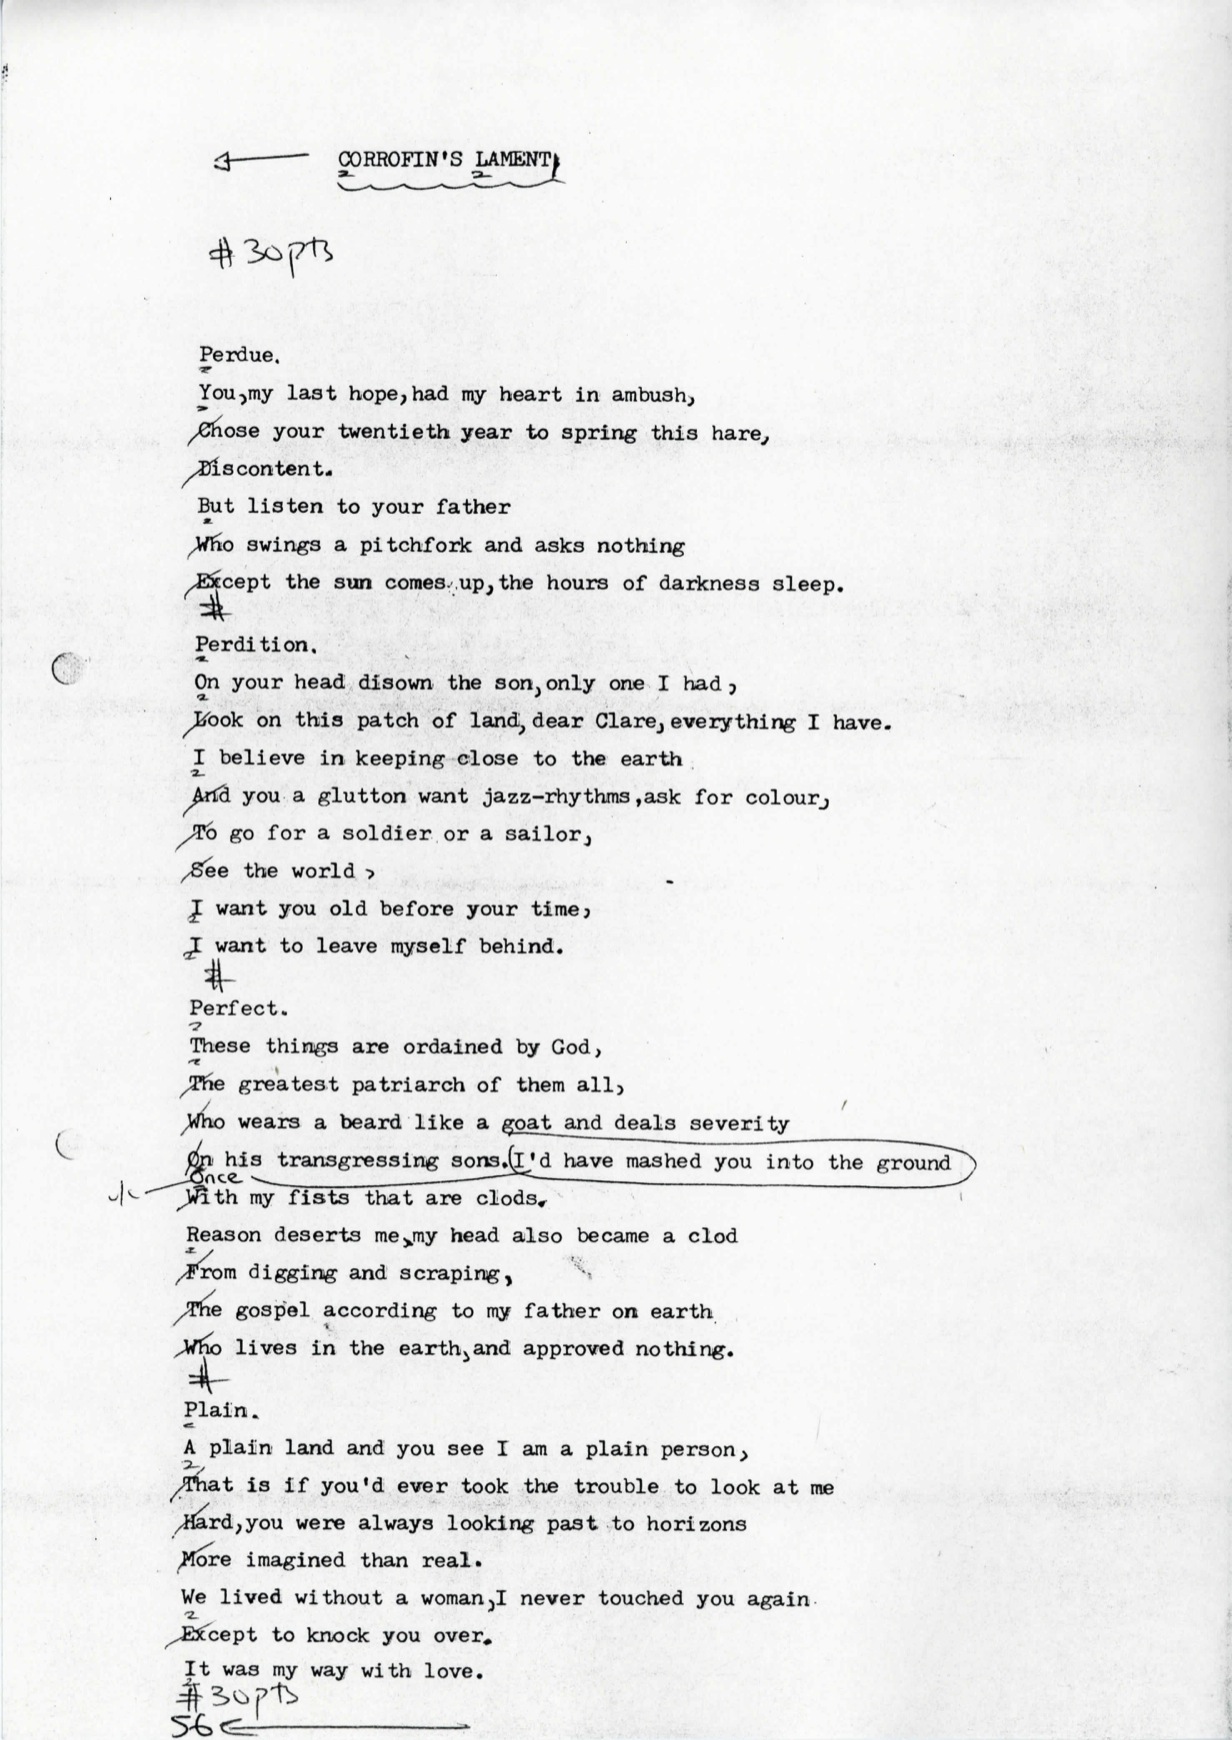 CORROFIN'S LAMENT
# 30pts
Perdue.
You, my last hope, had my heart in ambush,
Chose your twentieth year to spring this hare,
Discontent.
But listen to your father
Who swings a pitchfork and asks nothing
Except the sun comes up, the hours of darkness sleep.
#
Perdition.
On your head disown the son, only one I had,
Look on this patch of land, dear Clare, everything I have.
I believe in keeping close to the earth
And you a glutton want jazz-rhythms, ask for colour,
To go for a soldier or a sailor,
See the world,
I want you old before your time,
I want to leave myself behind.
#
Perfect.
These things are ordained by God,
The greatest patriarch of them all,
Who wears a beard like a goat and deals severity
On his transgressing sons. (I'd have mashed you into the ground
once
With my fists that are clods.
Reason deserts me, my head also became a clod
From digging and scraping,
The gospel according to my father on earth
Who lives in the earth, and approved nothing.
#
Plain.
A plain land and you see I am a plain person,
That is if you'd ever took the trouble to look at me
Hard, you were always looking past to horizons
More imagined than real.
We lived without a woman, I never touched you again
Except to knock you over.
It was my way with love.
# 30pts
56